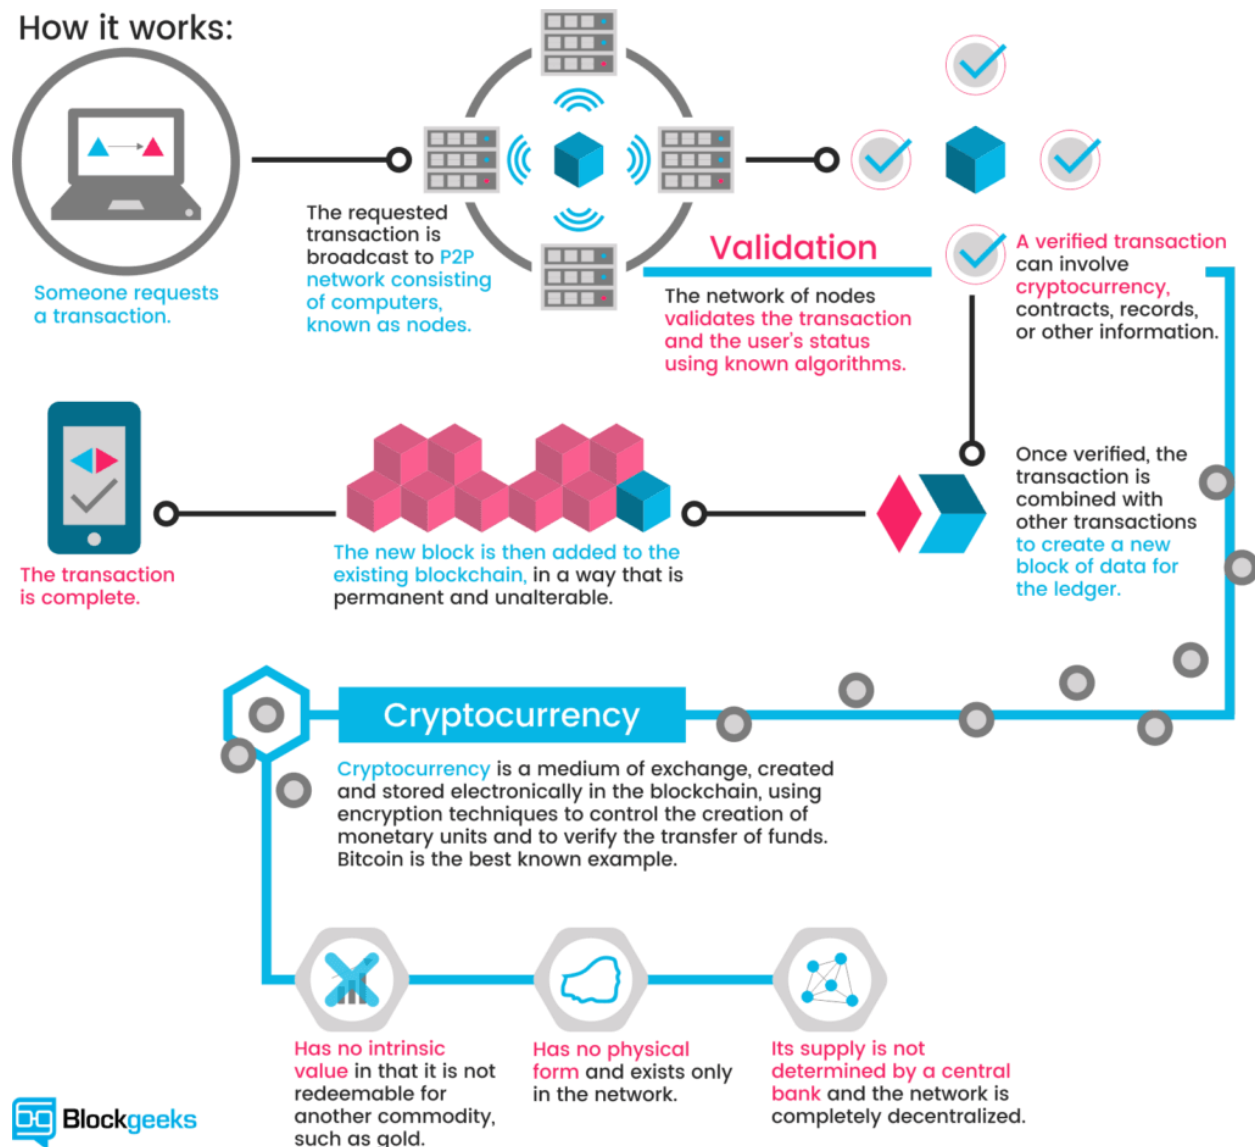 How it works:
Someone requests
a transaction.
The requested
transaction is
broadcast to P2P
network consisting
of computers,
known as nodes.
Validation
The network of nodes
validates the transaction
and the user's status
using known algorithms.
A verified transaction
can involve
cryptocurrency,
contracts, records,
or other information.
Once verified, the
transaction is
combined with
other transactions
to create a new
block of data for
the ledger.
The new block is then added to the
existing blockchain, in a way that is
permanent and unalterable.
The transaction
is complete.
Cryptocurrency
Cryptocurrency is a medium of exchange, created
and stored electronically in the blockchain, using
encryption techniques to control the creation of
monetary units and to verify the transfer of funds.
Bitcoin is the best known example.
Has no intrinsic
value in that it is not
redeemable for
another commodity,
such as gold.
Has no physical
form and exists only
in the network.
Its supply is not
determined by a central
bank and the network is
completely decentralized.
Blockgeeks